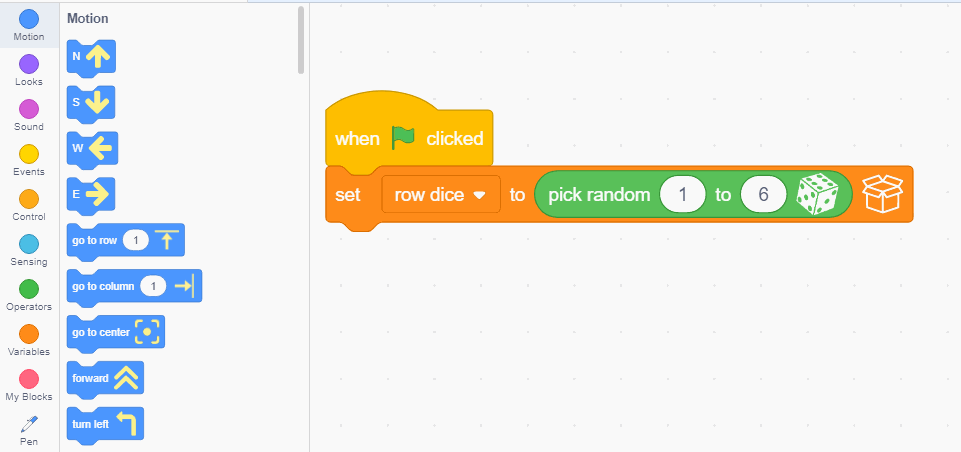 Motion
Looks
Sound
Events
Control
Sensing
Operators
Variables
My Blocks
Pen
Motion
N
S
W
E
go to row 1
go to column 1
go to center
forward
turn left
when clicked
set row dice to pick random 1 to 6